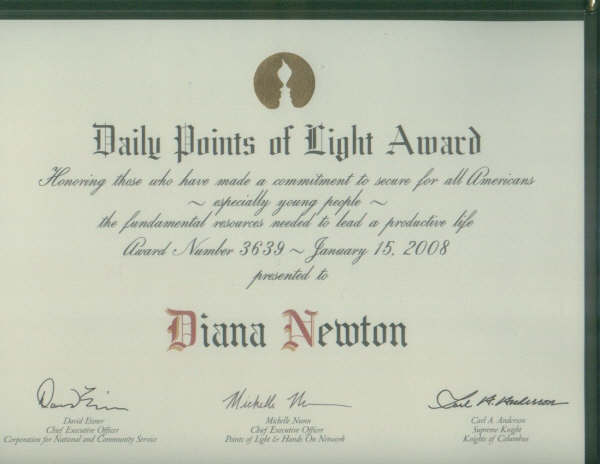 Daily Points of Light Award
Honoring those who have made a commitment to secure for all Americans
~ especially young people ~
the fundamental resources needed to lead a productive life
Award Number 3639 ~ January 15, 2008
presented to
Diana Newton
David Eisner
Chief Executive Officer
Corporation for National and Community Service
Michelle Nunn
Chief Executive Officer
Points of Light & Hands On Network
Carl A. Anderson
Carl A. Anderson
Supreme Knight
Knights of Columbus